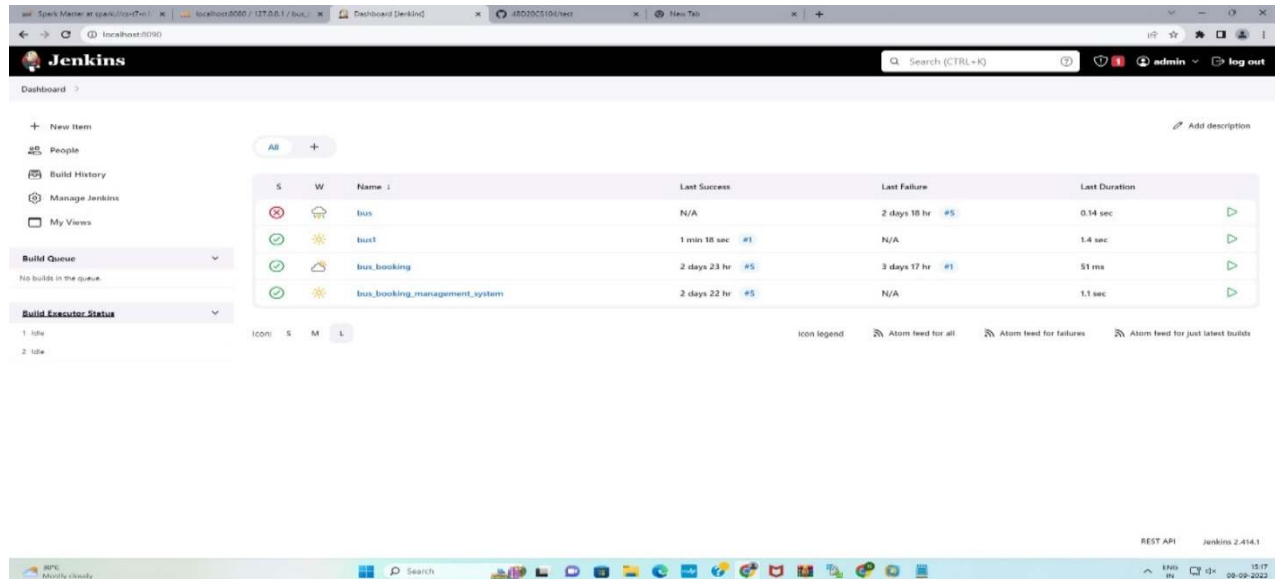 Spark Master at spark://
localhost:8080 / 127.0.0.1 / bus_
Dashboard [Jenkins]
New Tab
localhost:8090
Jenkins
Search (CTRL+K)
1
admin
log out
Dashboard
New Item
People
Build History
Manage Jenkins
My Views
Build Queue
No builds in the queue.
Build Executor Status
1 Idle
2 Idle
Add description
All +
S W Name ↓ Last Success Last Failure Last Duration
bus N/A 2 days 18 hr #5 0.14 sec
bus1 1 min 18 sec #1 N/A 1.4 sec
bus_booking 2 days 23 hr #5 3 days 17 hr #1 51 ms
bus_booking_management_system 2 days 22 hr #5 N/A 1.1 sec
Icon: S M L
Icon legend
Atom feed for all
Atom feed for failures
Atom feed for just latest builds
REST API
Jenkins 2.414.1
30°C
Mostly cloudy
Search
ENG
IN
15:17
08-09-2023